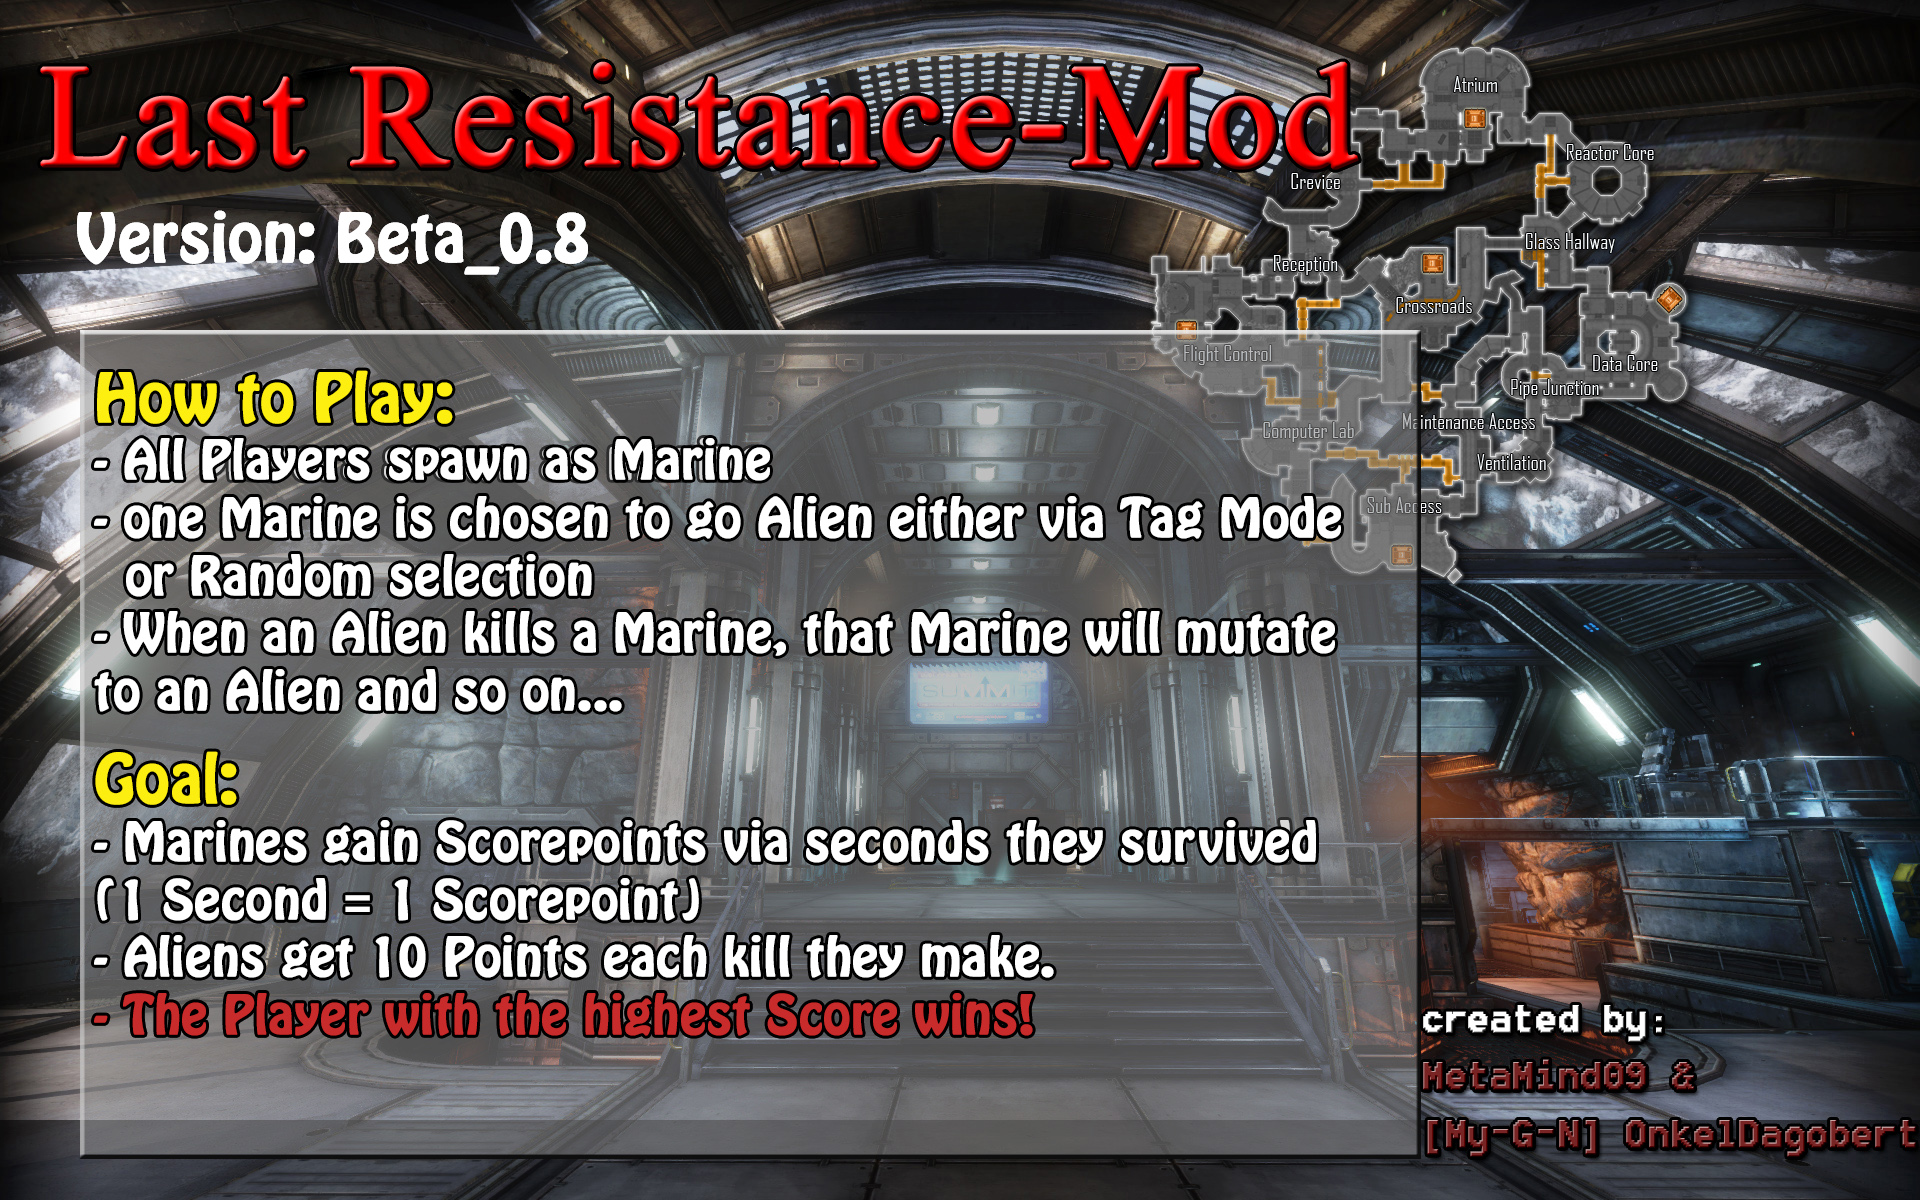 Last Resistance-Mod
Version: Beta_0.8
Atrium
Reactor Core
Crevice
Glass Hallway
Reception
Crossroads
Flight Control
Data Core
Pipe Junction
Maintenance Access
Computer Lab
Ventilation
Sub Access
How to Play:
- All Players spawn as Marine
- one Marine is chosen to go Alien either via Tag Mode
or Random selection
- When an Alien kills a Marine, that Marine will mutate
to an Alien and so on...
SUMMIT
Goal:
- Marines gain Scorepoints via seconds they survived
(1 Second = 1 Scorepoint)
- Aliens get 10 Points each kill they make.
- The Player with the highest Score wins!
created by:
MetaMind09 &
[My-G-N] OnkelDagobert